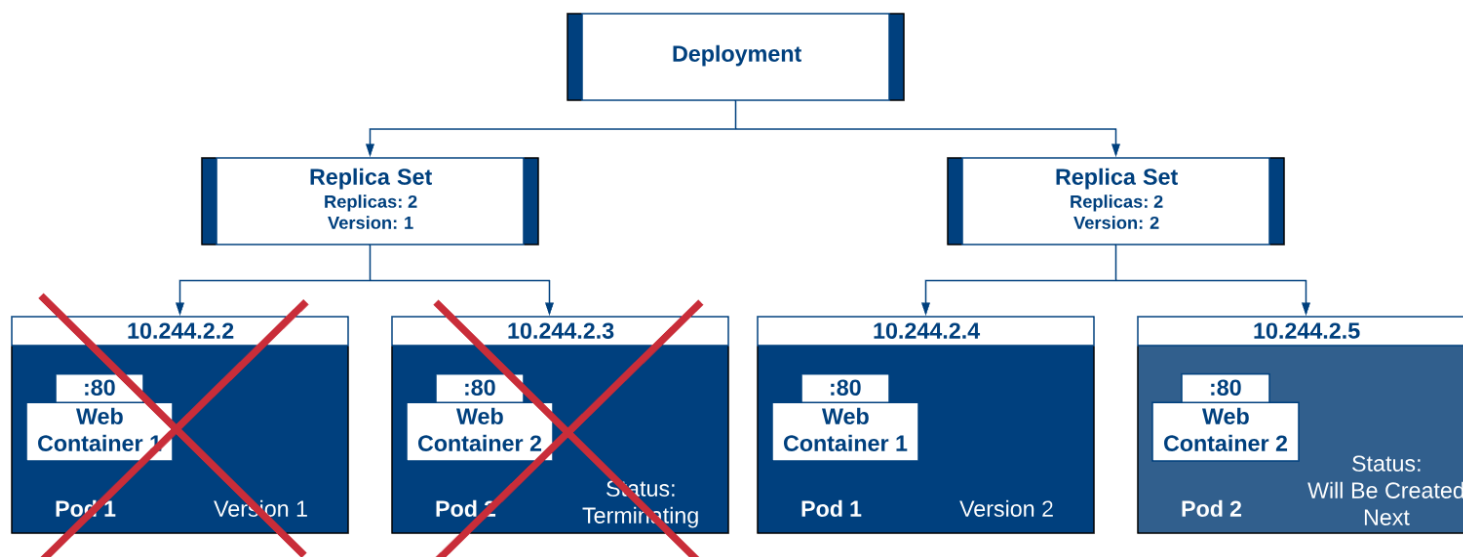 Deployment
Replica Set
Replicas: 2
Version: 1
Replica Set
Replicas: 2
Version: 2
10.244.2.2
:80
Web
Container 1
Pod 1
Version 1
10.244.2.3
:80
Web
Container 2
Pod 2
Status:
Terminating
10.244.2.4
:80
Web
Container 1
Pod 1
Version 2
10.244.2.5
:80
Web
Container 2
Pod 2
Status:
Will Be Created
Next